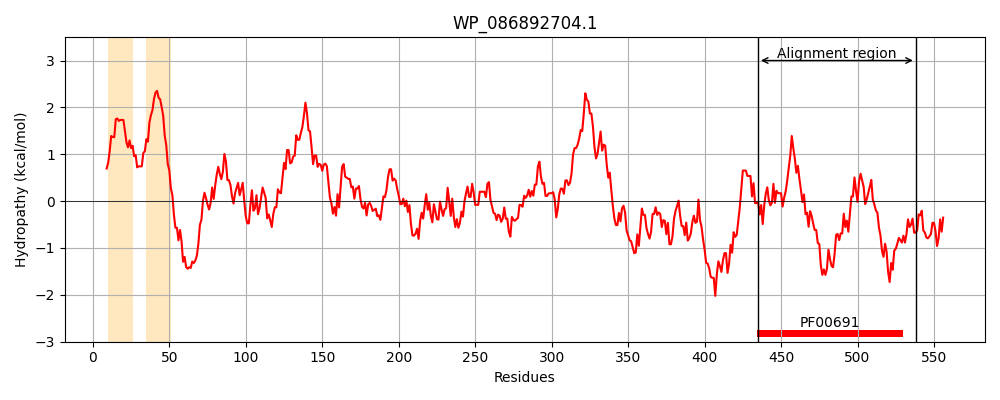 WP_086892704.1
Alignment region
3
2
1
0
−1
−2
−3
Hydropathy (kcal/mol)
PF00691
0 50 100 150 200 250 300 350 400 450 500 550
Residues